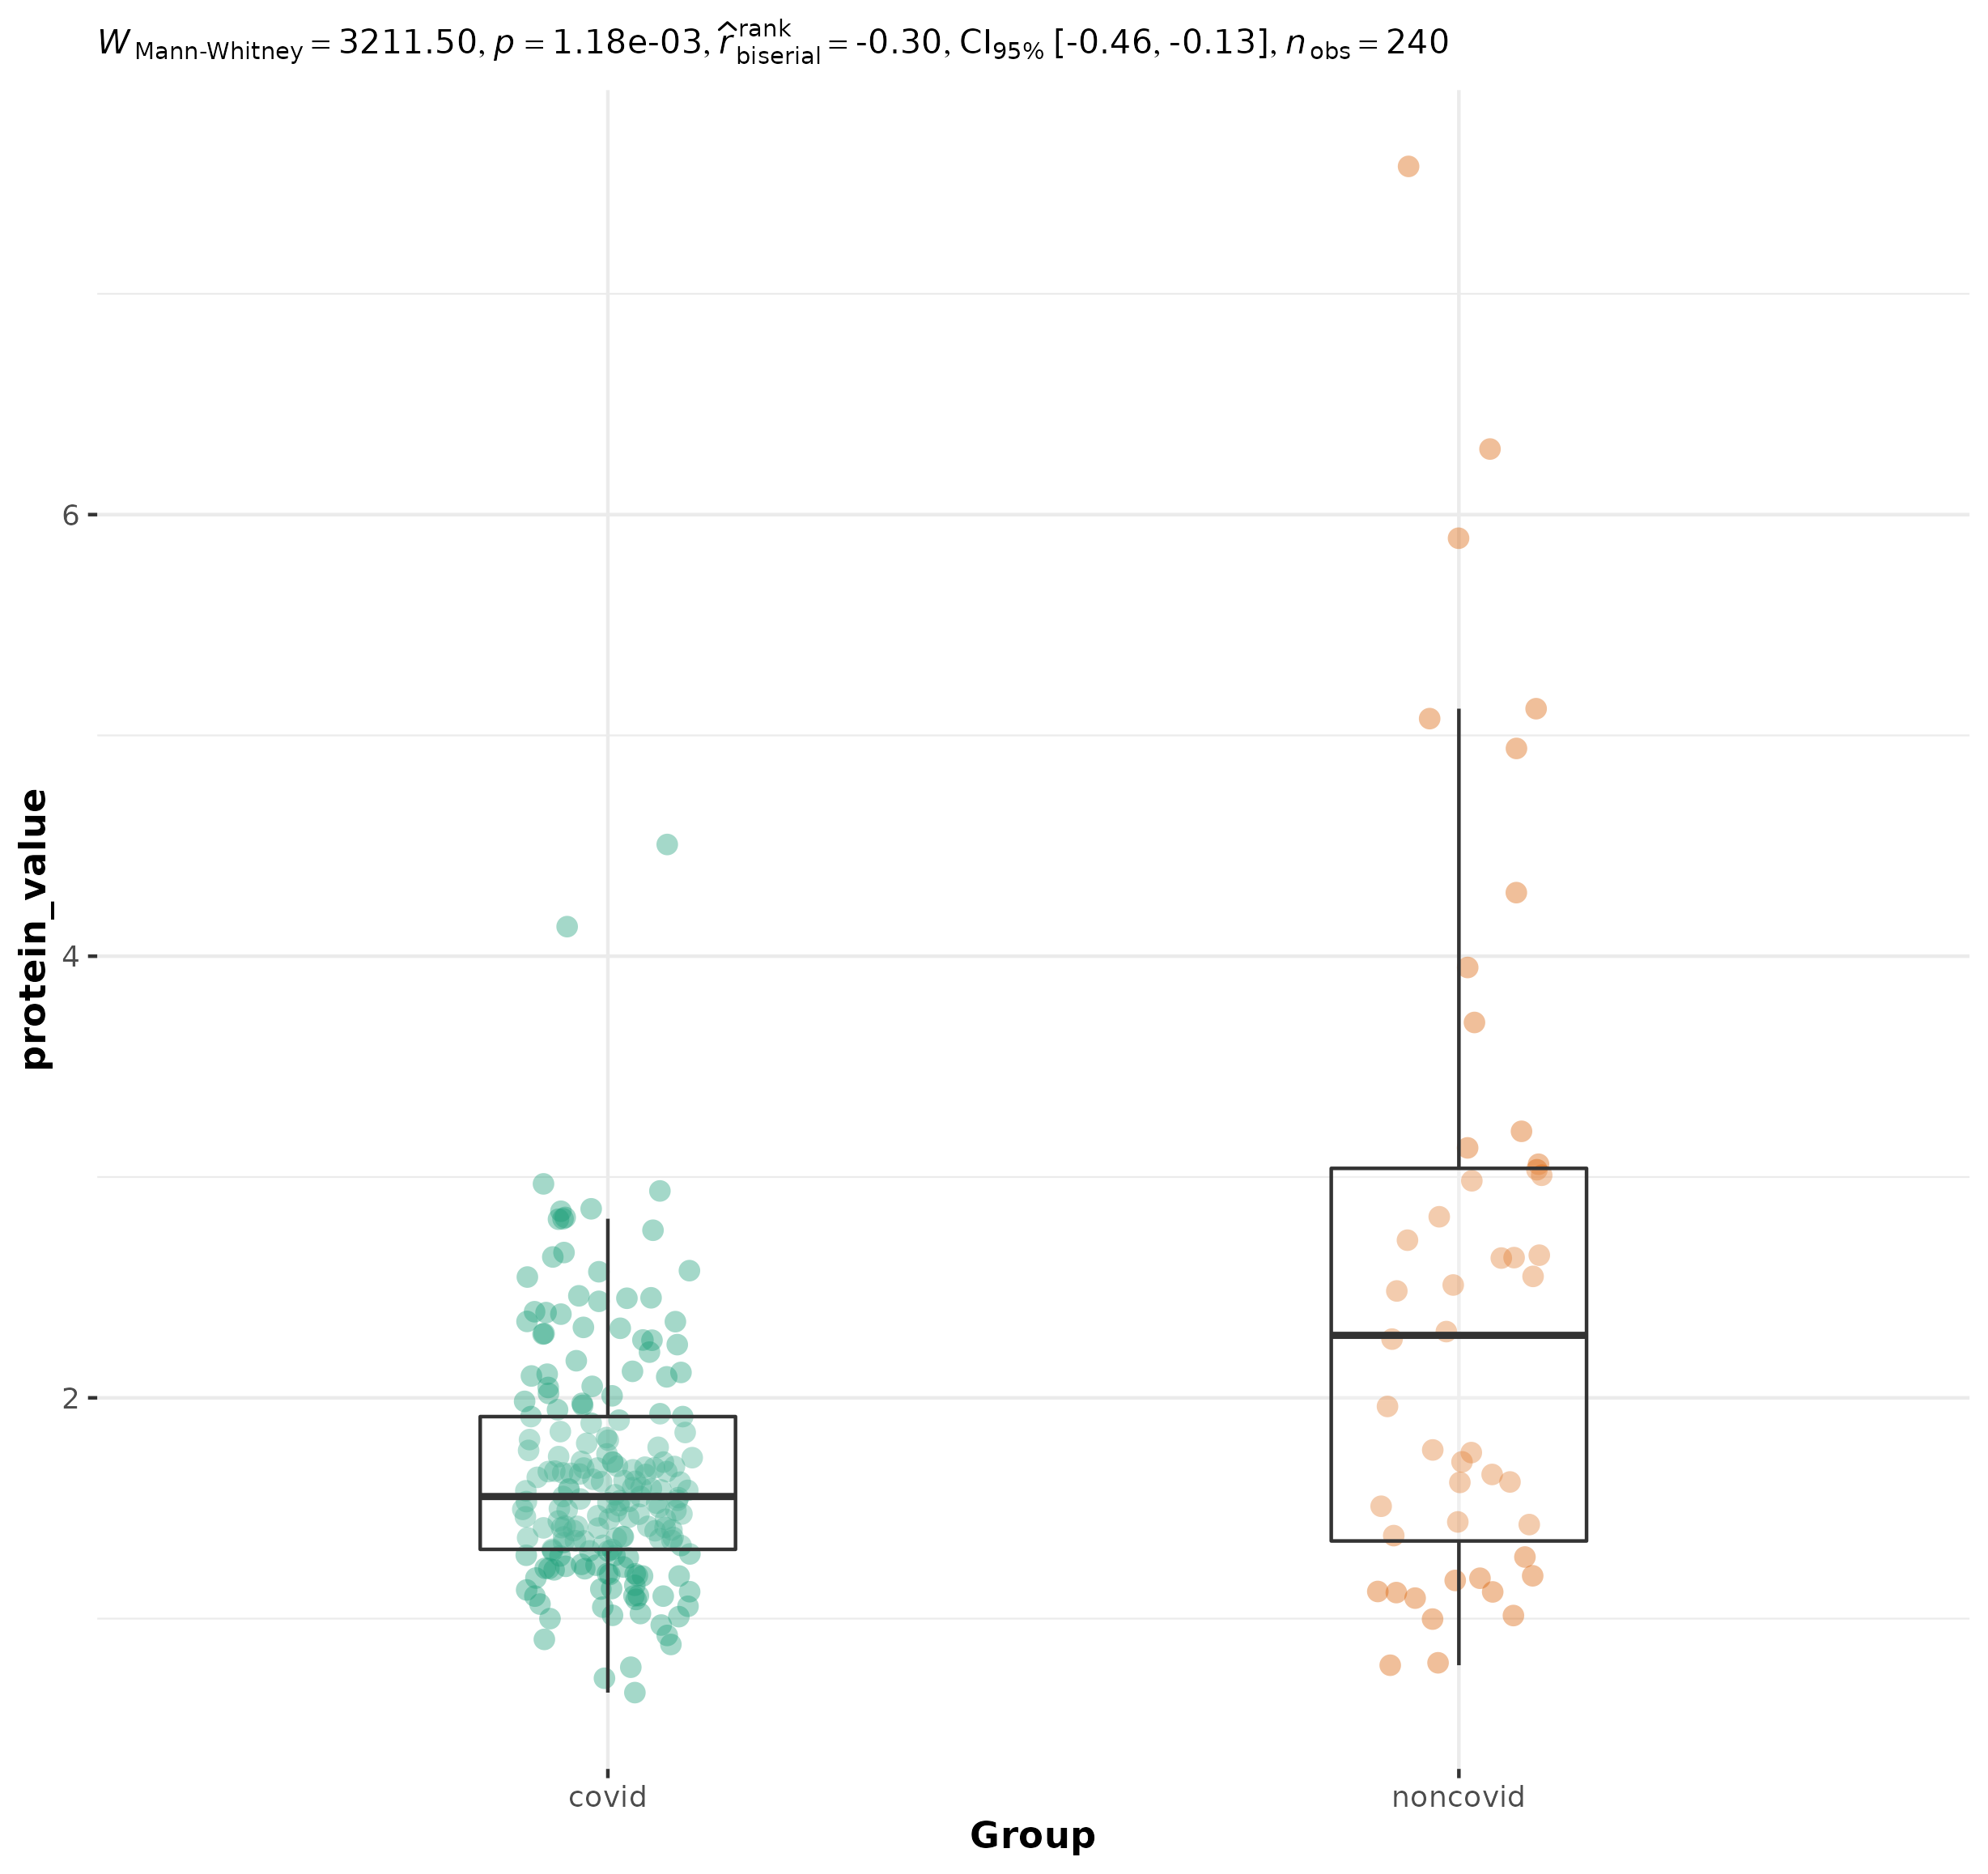 W Mann-Whitney = 3211.50, p = 1.18e-03, r̂ rank biserial = -0.30, CI95% [-0.46, -0.13], n obs = 240
6
4
2
protein_value
covid noncovid
Group